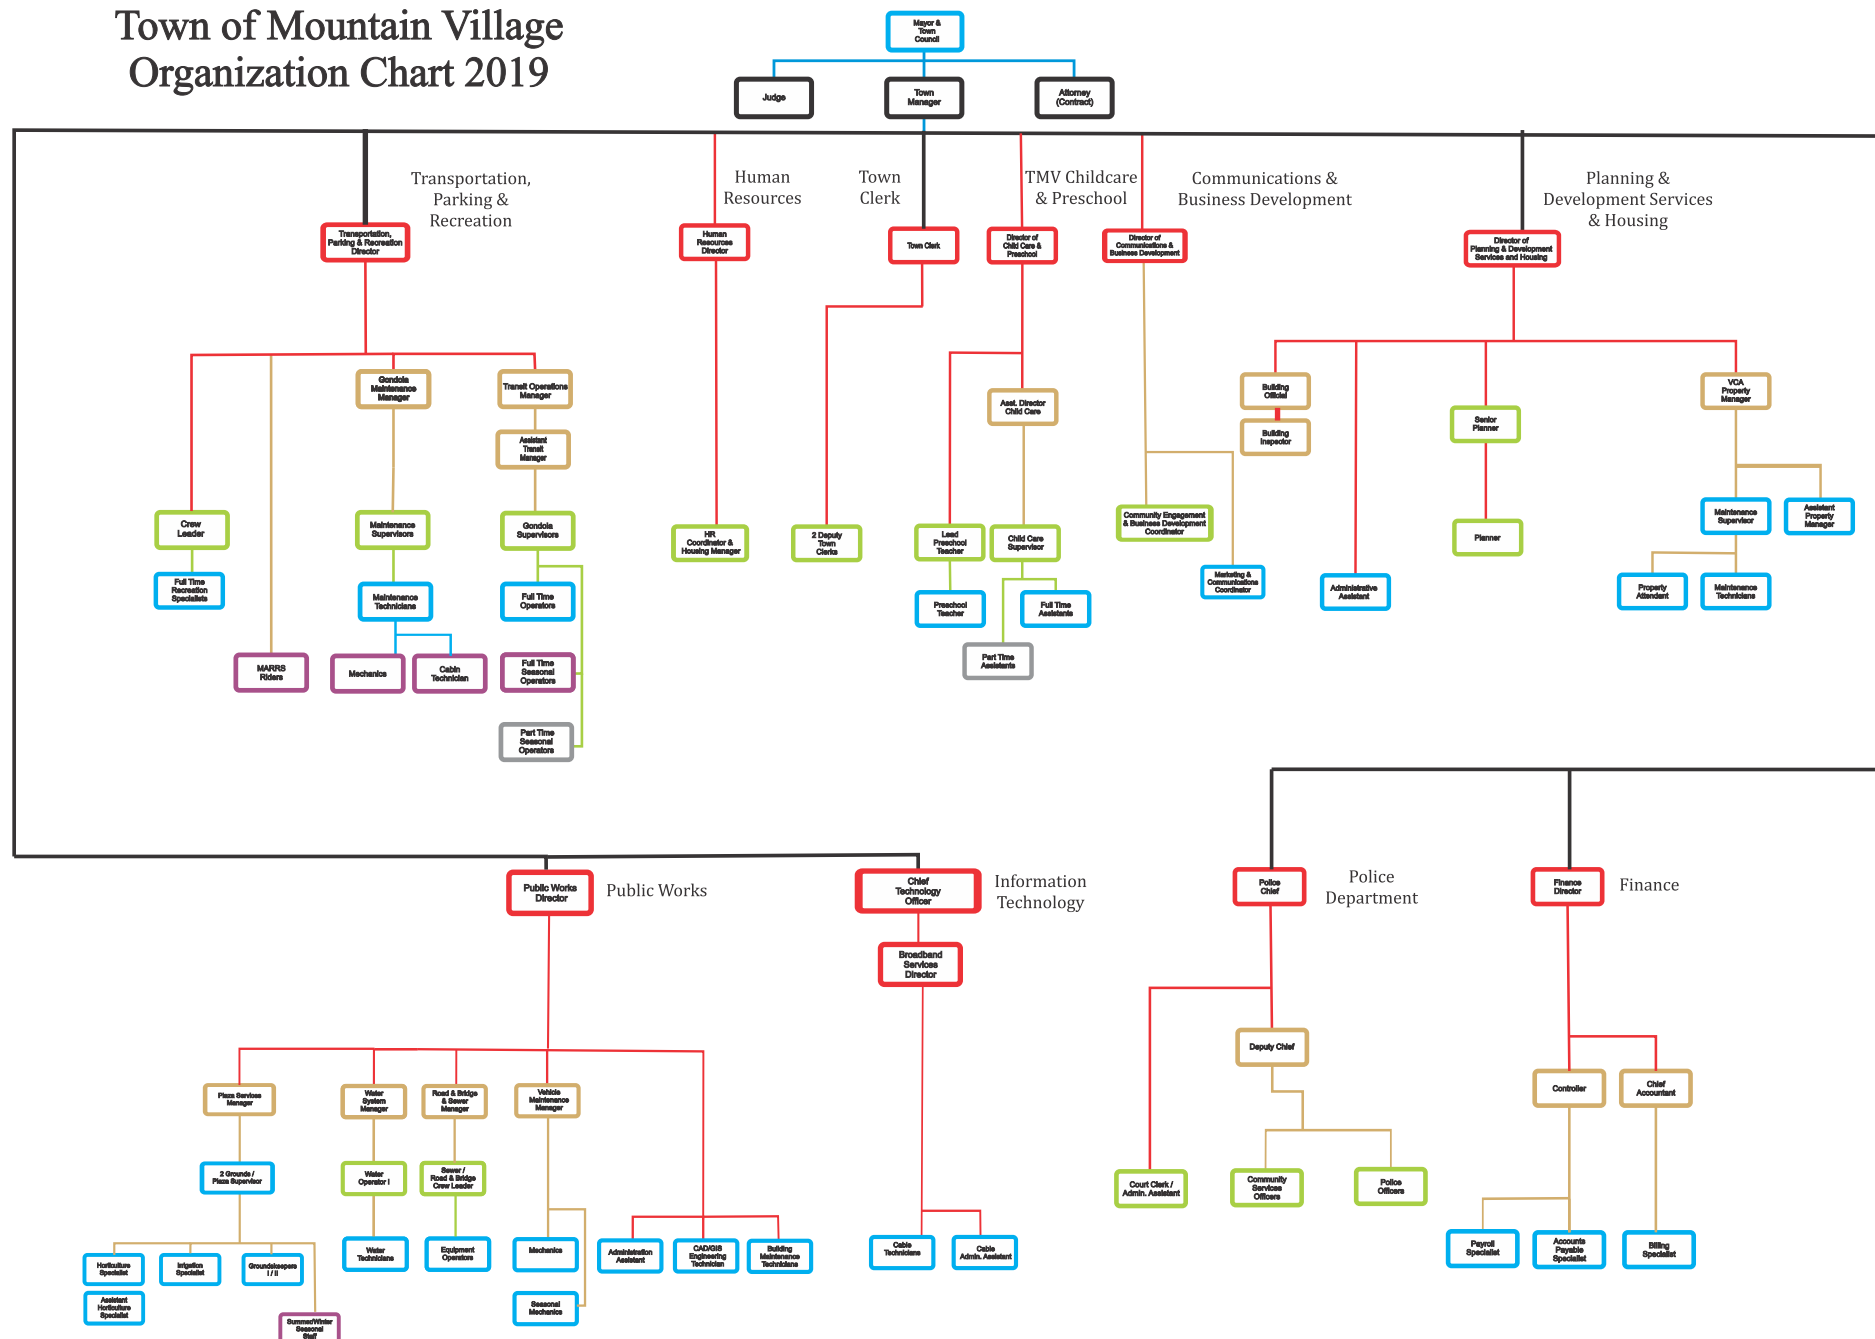 Town of Mountain Village
Organization Chart 2019
Mayor &
Town
Council
Judge
Town
Manager
Attorney
(Contract)
Transportation,
Parking &
Recreation
Human
Resources
Town
Clerk
TMV Childcare
& Preschool
Communications &
Business Development
Planning &
Development Services
& Housing
Transportation,
Parking & Recreation
Director
Human
Resources
Director
Town Clerk
Director of
Child Care &
Preschool
Director of
Communications &
Business Development
Director of
Planning & Development
Services and Housing
Gondola
Maintenance
Manager
Transit Operations
Manager
Assistant
Transit
Manager
Asst. Director
Child Care
Building
Official
Building
Inspector
Senior
Planner
VCA
Property
Manager
Crew
Leader
Maintenance
Supervisors
Gondola
Supervisors
HR
Coordinator &
Housing Manager
2 Deputy
Town
Clerks
Lead
Preschool
Teacher
Child Care
Supervisor
Community Engagement
& Business Development
Coordinator
Planner
Maintenance
Supervisor
Assistant
Property
Manager
Full Time
Recreation
Specialists
Maintenance
Technicians
Full Time
Operators
Preschool
Teacher
Full Time
Assistants
Marketing &
Communications
Coordinator
Administrative
Assistant
Property
Attendant
Maintenance
Technicians
MARRS
Riders
Mechanics
Cabin
Technician
Full Time
Seasonal
Operators
Part Time
Assistants
Part Time
Seasonal
Operators
Public Works
Director
Public Works
Chief
Technology
Officer
Information
Technology
Police
Chief
Police
Department
Finance
Director
Finance
Broadband
Services
Director
Deputy Chief
Plaza Services
Manager
Water
System
Manager
Road & Bridge
& Sewer
Manager
Vehicle
Maintenance
Manager
Controller
Chief
Accountant
2 Grounds /
Plaza Supervisor
Water
Operator I
Sewer /
Road & Bridge
Crew Leader
Court Clerk /
Admin. Assistant
Community
Services
Officers
Police
Officers
Horticulture
Specialist
Irrigation
Specialist
Groundskeepers
I / II
Water
Technicians
Equipment
Operators
Mechanics
Administration
Assistant
CAD/GIS
Engineering
Technician
Building
Maintenance
Technicians
Cable
Technicians
Cable
Admin. Assistant
Payroll
Specialist
Accounts
Payable
Specialist
Billing
Specialist
Assistant
Horticulture
Specialist
Seasonal
Mechanics
Summer/Winter
Seasonal
Staff